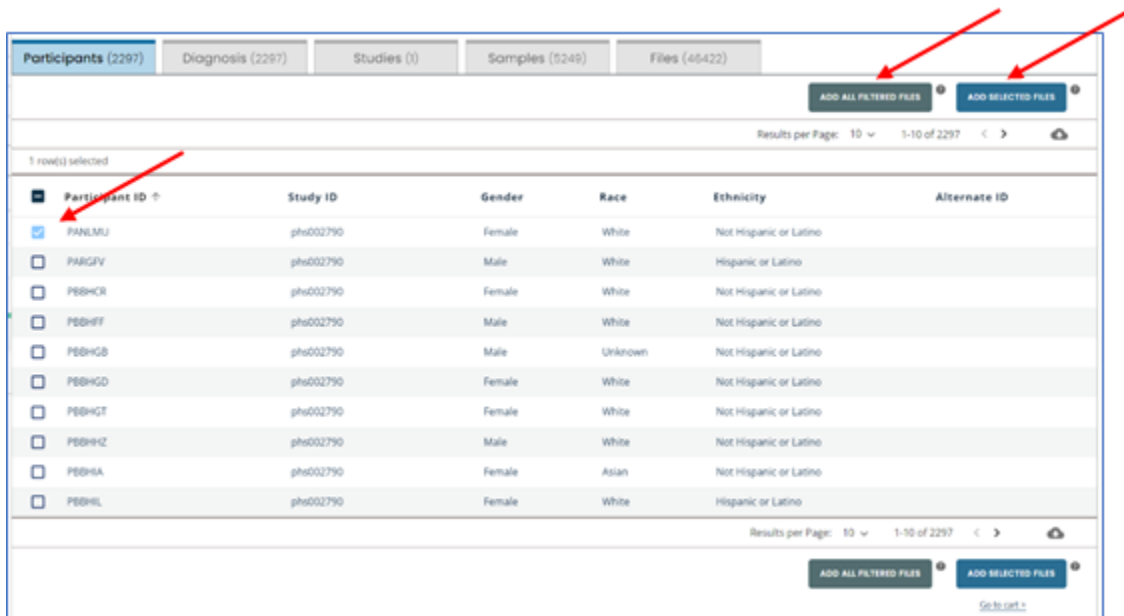 Participants (2297) Diagnosis (2297) Studies (1) Samples (5249) Files (46422)
ADD ALL FILTERED FILES ADD SELECTED FILES
Results per Page: 10 1-10 of 2297
1 row(s) selected
Participant ID Study ID Gender Race Ethnicity Alternate ID
PANLMU phs002790 Female White Not Hispanic or Latino
PARGFV phs002790 Male White Hispanic or Latino
PBBHCR phs002790 Female White Not Hispanic or Latino
PBBHFF phs002790 Male White Not Hispanic or Latino
PBBHGB phs002790 Male Unknown Not Hispanic or Latino
PBBHGD phs002790 Female White Not Hispanic or Latino
PBBHGT phs002790 Female White Not Hispanic or Latino
PBBHHZ phs002790 Male White Not Hispanic or Latino
PBBHIA phs002790 Female Asian Not Hispanic or Latino
PBBHIL phs002790 Female White Hispanic or Latino
Results per Page: 10 1-10 of 2297
ADD ALL FILTERED FILES ADD SELECTED FILES
Go to cart >